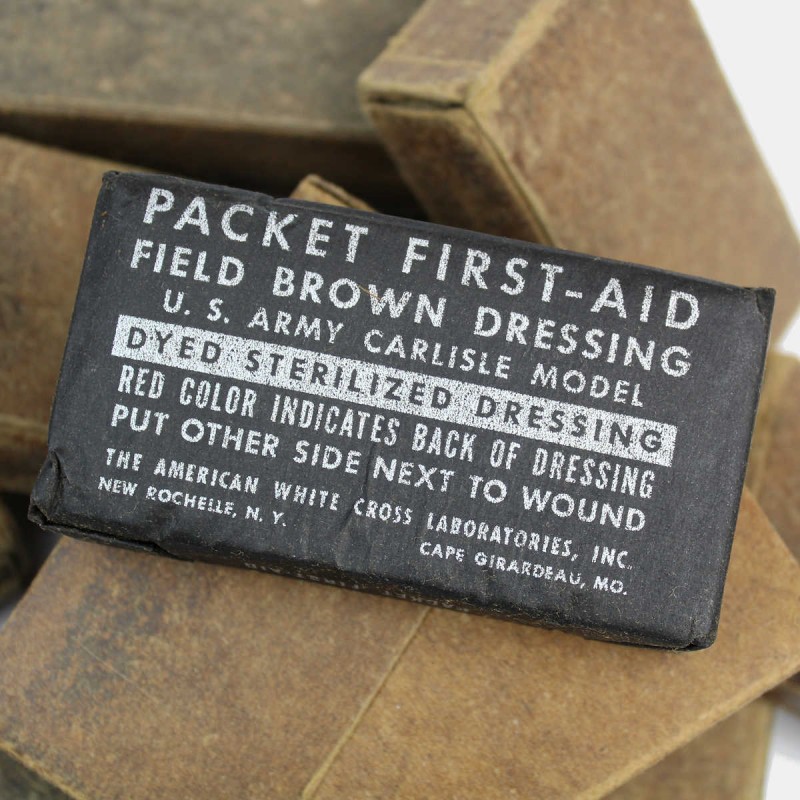 PACKET FIRST-AID
FIELD BROWN DRESSING
U. S. ARMY CARLISLE MODEL
DYED STERILIZED DRESSING
RED COLOR INDICATES BACK OF DRESSING
PUT OTHER SIDE NEXT TO WOUND
THE AMERICAN WHITE CROSS LABORATORIES, INC.
NEW ROCHELLE, N. Y.
CAPE GIRARDEAU, MO.